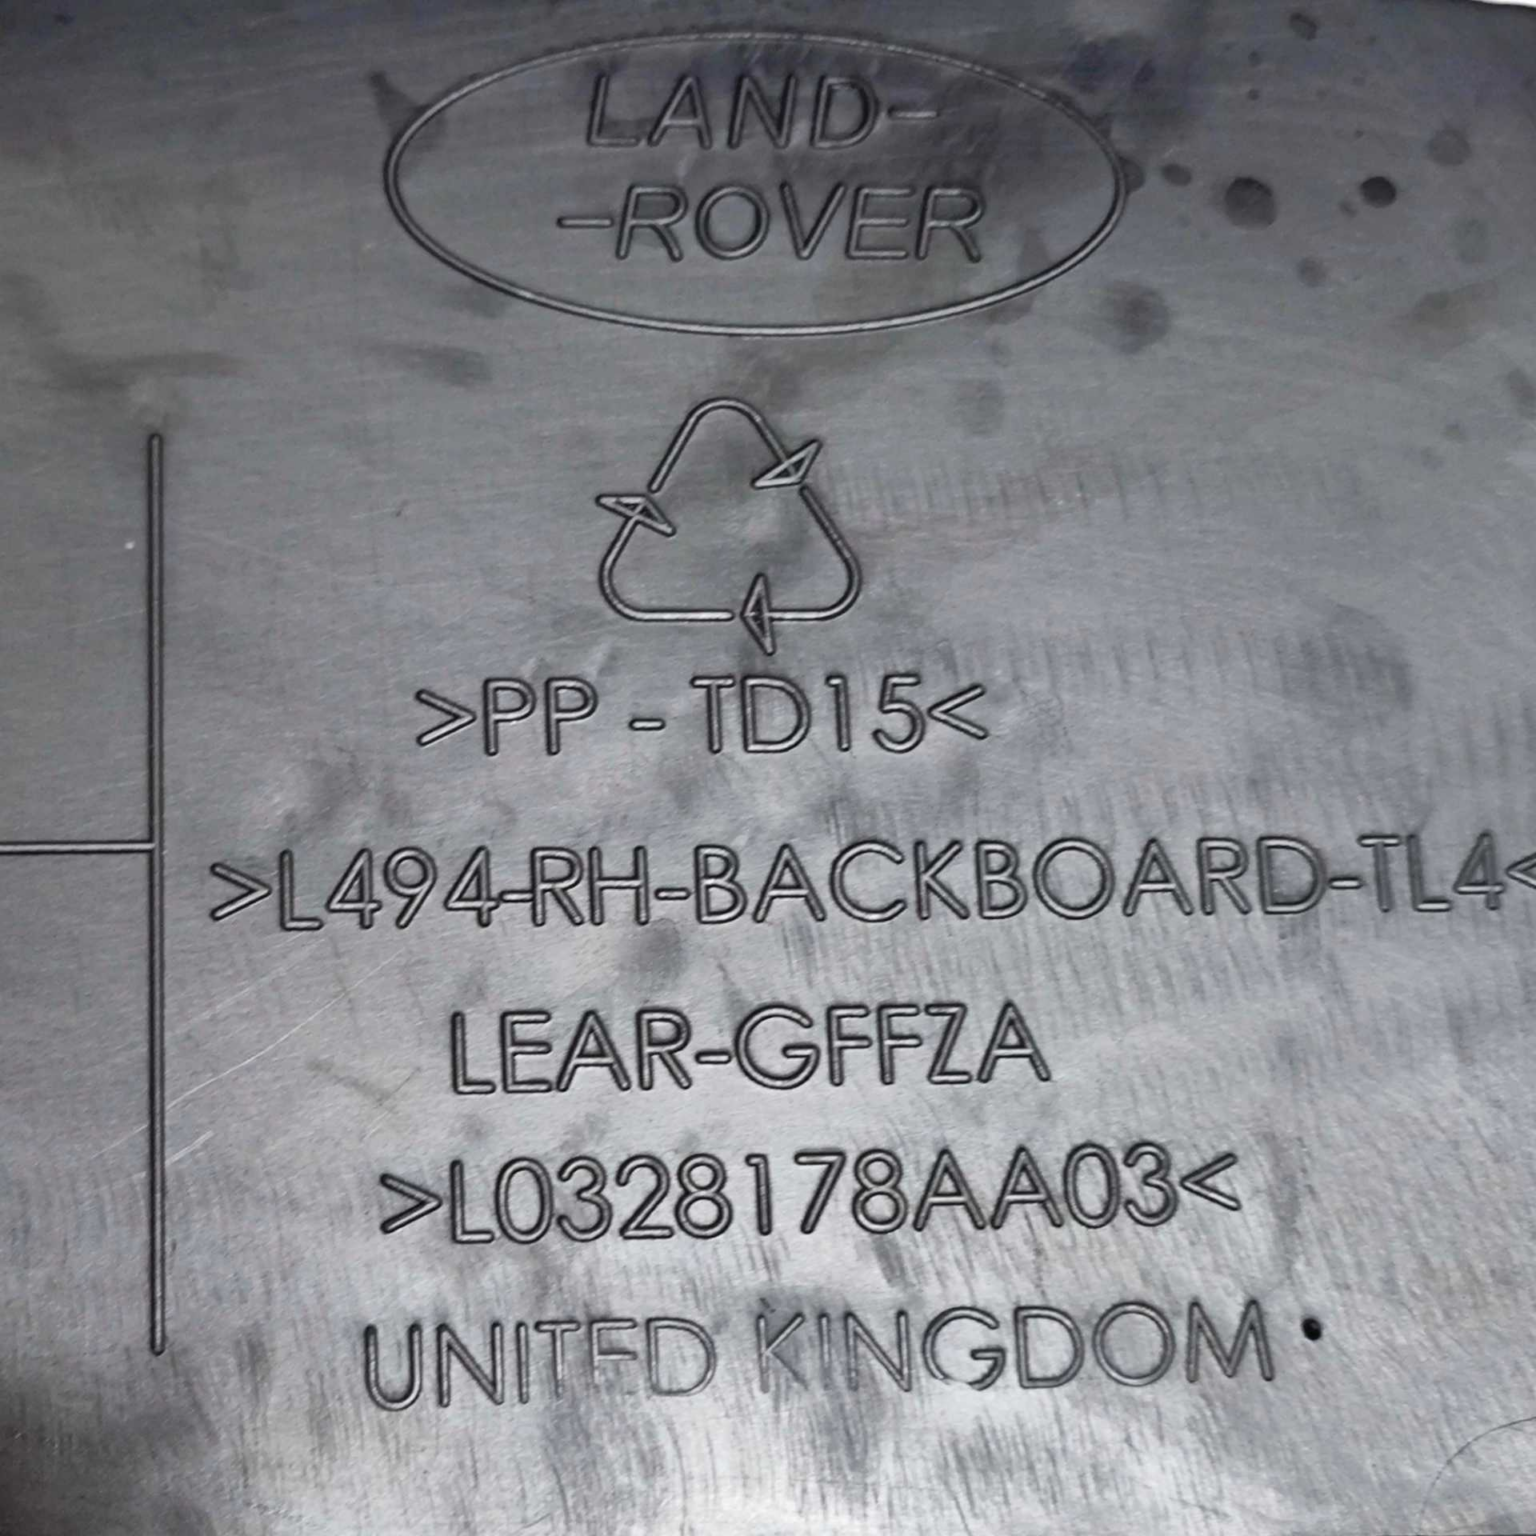 LAND-
-ROVER
>PP - TD15<
>L494-RH-BACKBOARD-TL4<
LEAR-GFFZA
>L0328178AA03<
UNITED KINGDOM